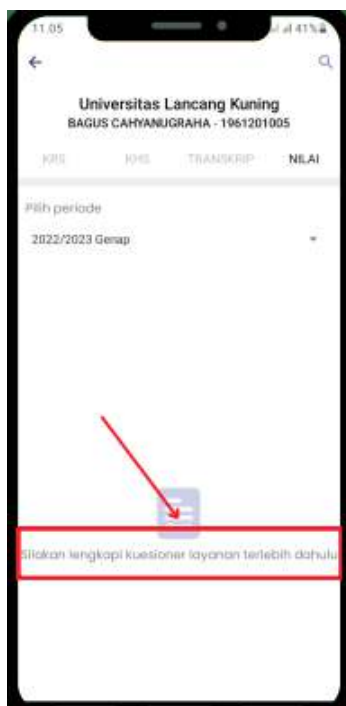 11.05
41%
Universitas Lancang Kuning
BAGUS CAHYANUGRAHA - 1961201005
KRS KHS TRANSKRIP NILAI
Pilih periode
2022/2023 Genap
Silakan lengkapi kuesioner layanan terlebih dahulu